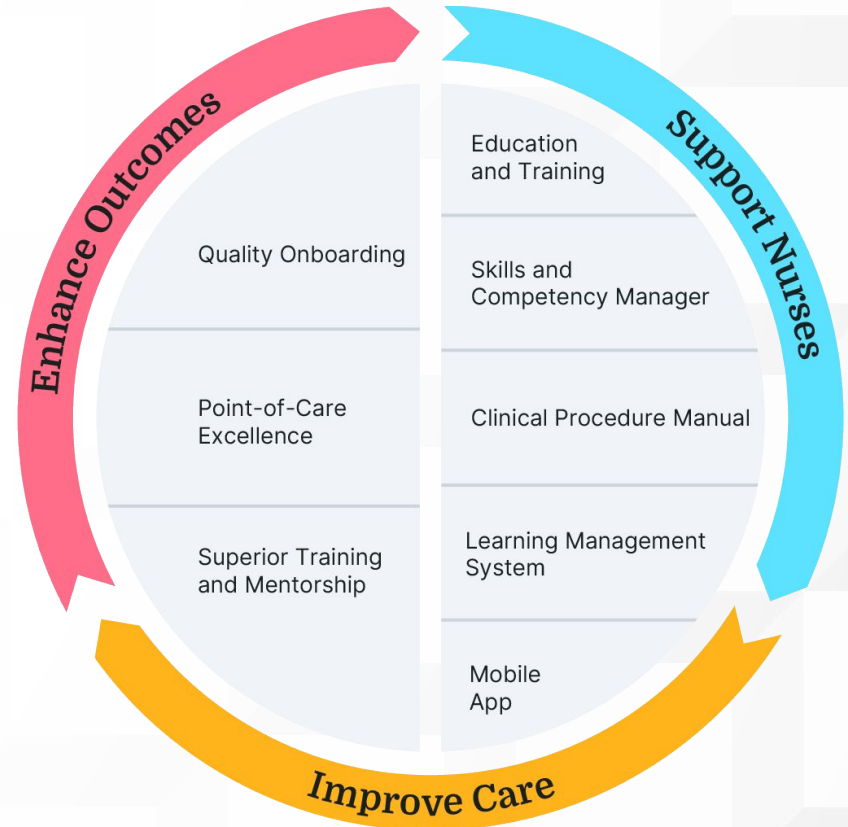 Enhance Outcomes
Support Nurses
Improve Care
Quality Onboarding
Point-of-Care
Excellence
Superior Training
and Mentorship
Education
and Training
Skills and
Competency Manager
Clinical Procedure Manual
Learning Management
System
Mobile
App